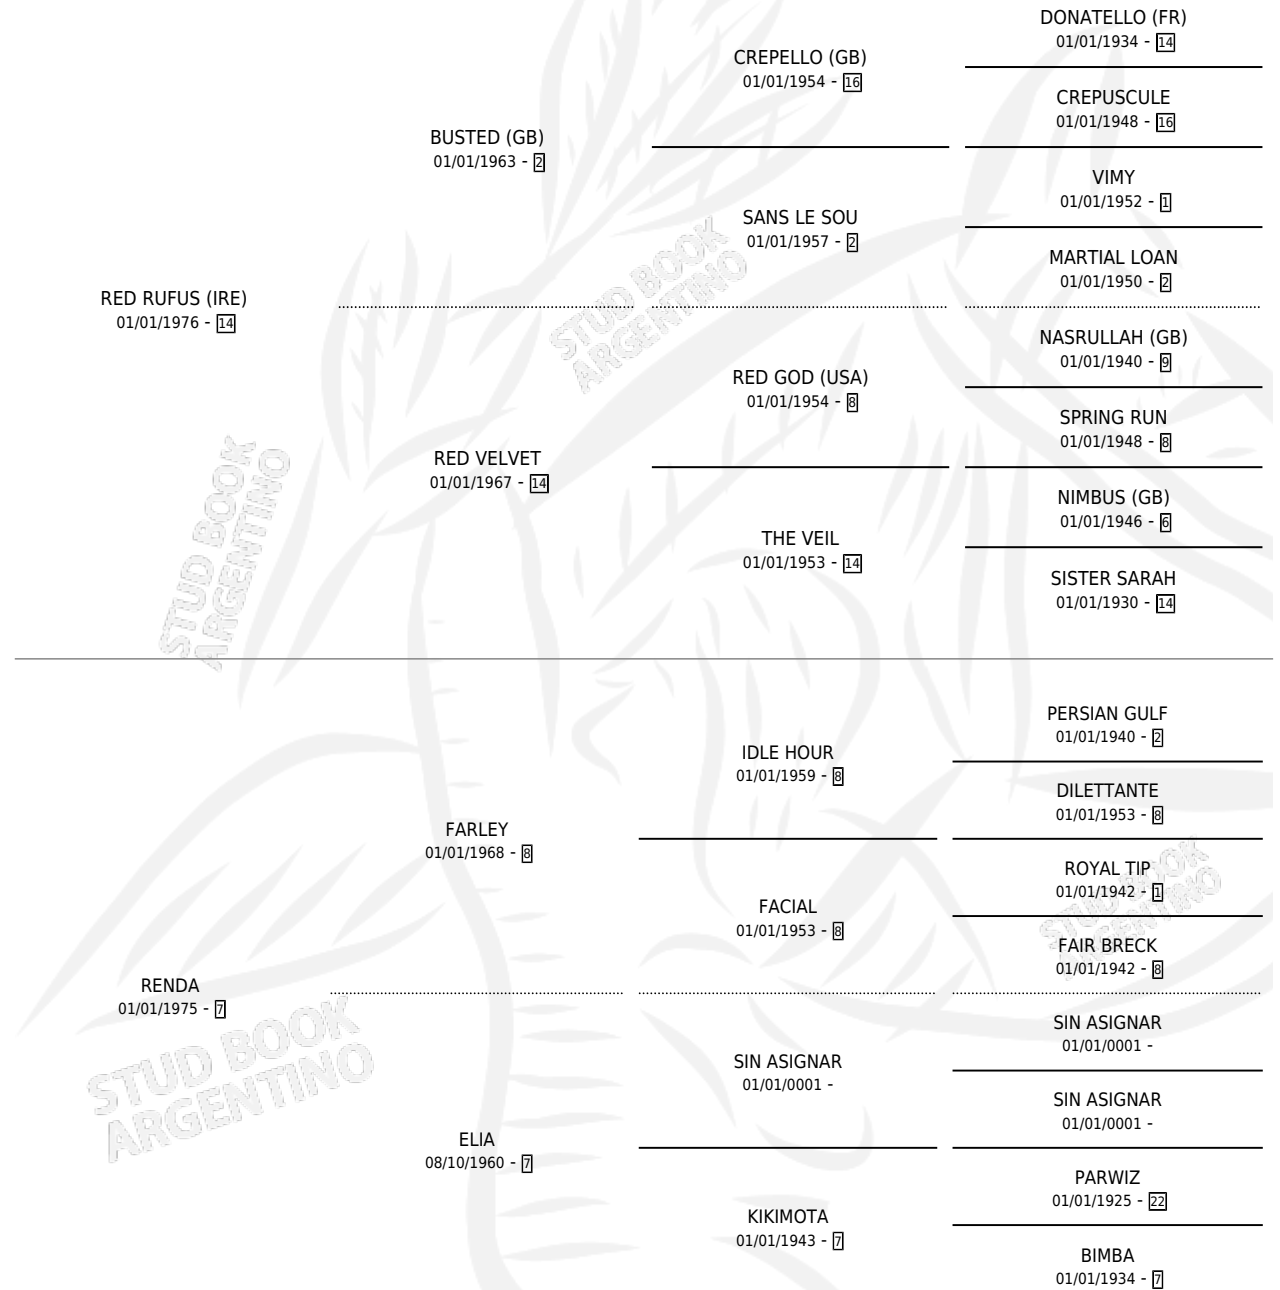 DONATELLO (FR)
01/01/1934 - 14
CREPELLO (GB)
01/01/1954 - 16
CREPUSCULE
01/01/1948 - 16
BUSTED (GB)
01/01/1963 - 2
VIMY
01/01/1952 - 1
SANS LE SOU
01/01/1957 - 2
MARTIAL LOAN
01/01/1950 - 2
RED RUFUS (IRE)
01/01/1976 - 14
NASRULLAH (GB)
01/01/1940 - 9
RED GOD (USA)
01/01/1954 - 8
SPRING RUN
01/01/1948 - 8
RED VELVET
01/01/1967 - 14
NIMBUS (GB)
01/01/1946 - 6
THE VEIL
01/01/1953 - 14
SISTER SARAH
01/01/1930 - 14
PERSIAN GULF
01/01/1940 - 2
IDLE HOUR
01/01/1959 - 8
DILETTANTE
01/01/1953 - 8
FARLEY
01/01/1968 - 8
ROYAL TIP
01/01/1942 - 1
FACIAL
01/01/1953 - 8
FAIR BRECK
01/01/1942 - 8
RENDA
01/01/1975 - 7
SIN ASIGNAR
01/01/0001 -
SIN ASIGNAR
01/01/0001 -
SIN ASIGNAR
01/01/0001 -
ELIA
08/10/1960 - 7
PARWIZ
01/01/1925 - 22
KIKIMOTA
01/01/1943 - 7
BIMBA
01/01/1934 - 7
STUD BOOK
ARGENTINO
STUD BOOK
ARGENTINO
STUD BOOK
ARGENTINO
STUD BOOK
ARGENTINO